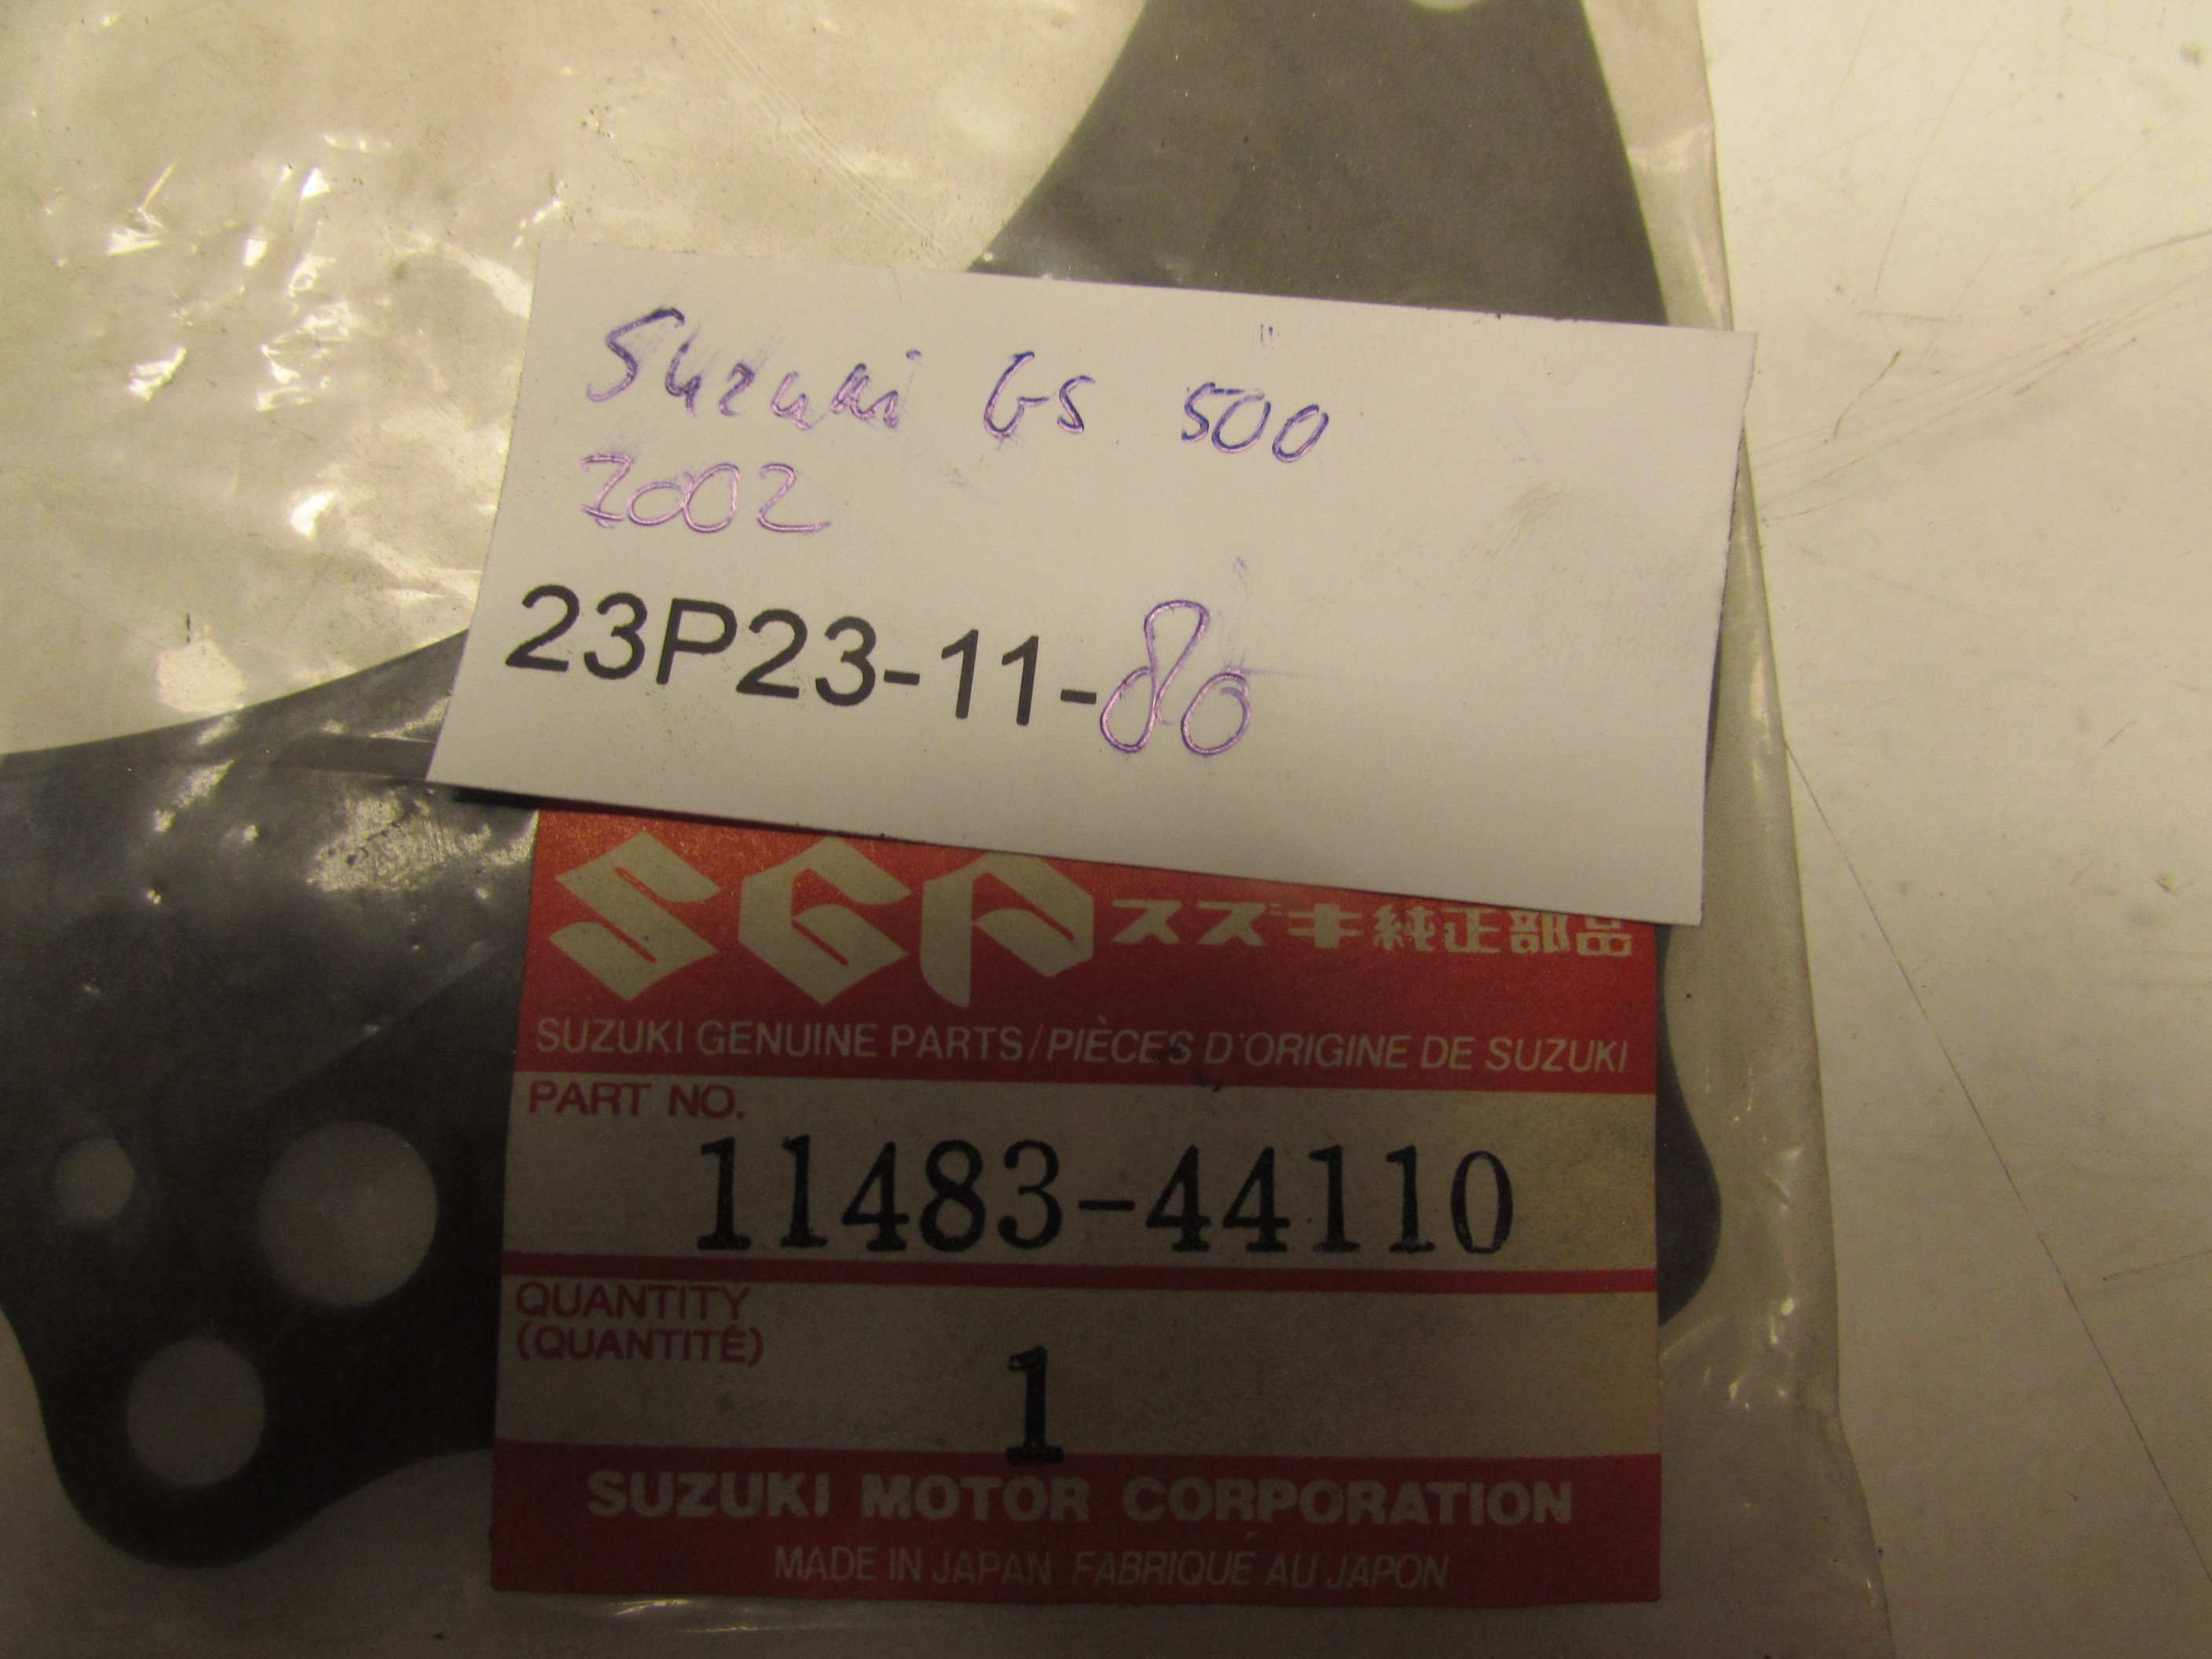 Suzuki GS 500
2002
23P23-11-80
SGP スズキ純正部品
SUZUKI GENUINE PARTS/PIÈCES D'ORIGINE DE SUZUKI
PART NO.
11483-44110
QUANTITY
(QUANTITÉ)
1
SUZUKI MOTOR CORPORATION
MADE IN JAPAN FABRIQUÉ AU JAPON